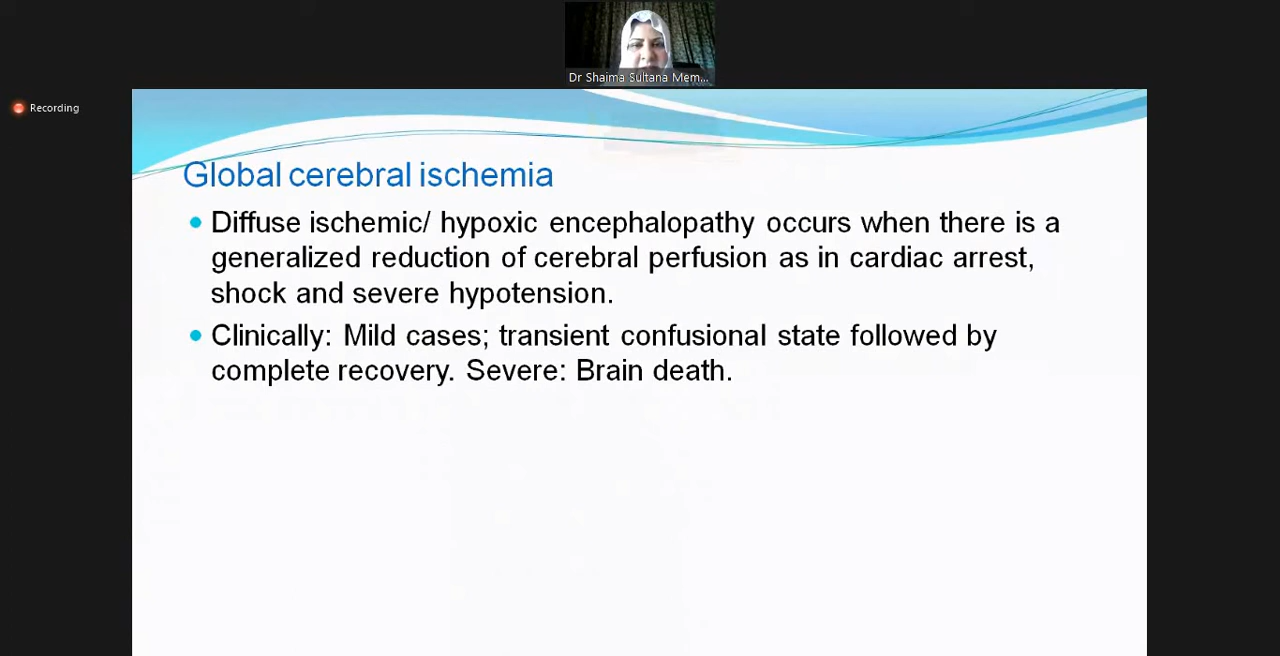 Dr Shaima Sultana Mem...
Recording
Global cerebral ischemia
• Diffuse ischemic/ hypoxic encephalopathy occurs when there is a
generalized reduction of cerebral perfusion as in cardiac arrest,
shock and severe hypotension.
• Clinically: Mild cases; transient confusional state followed by
complete recovery. Severe: Brain death.